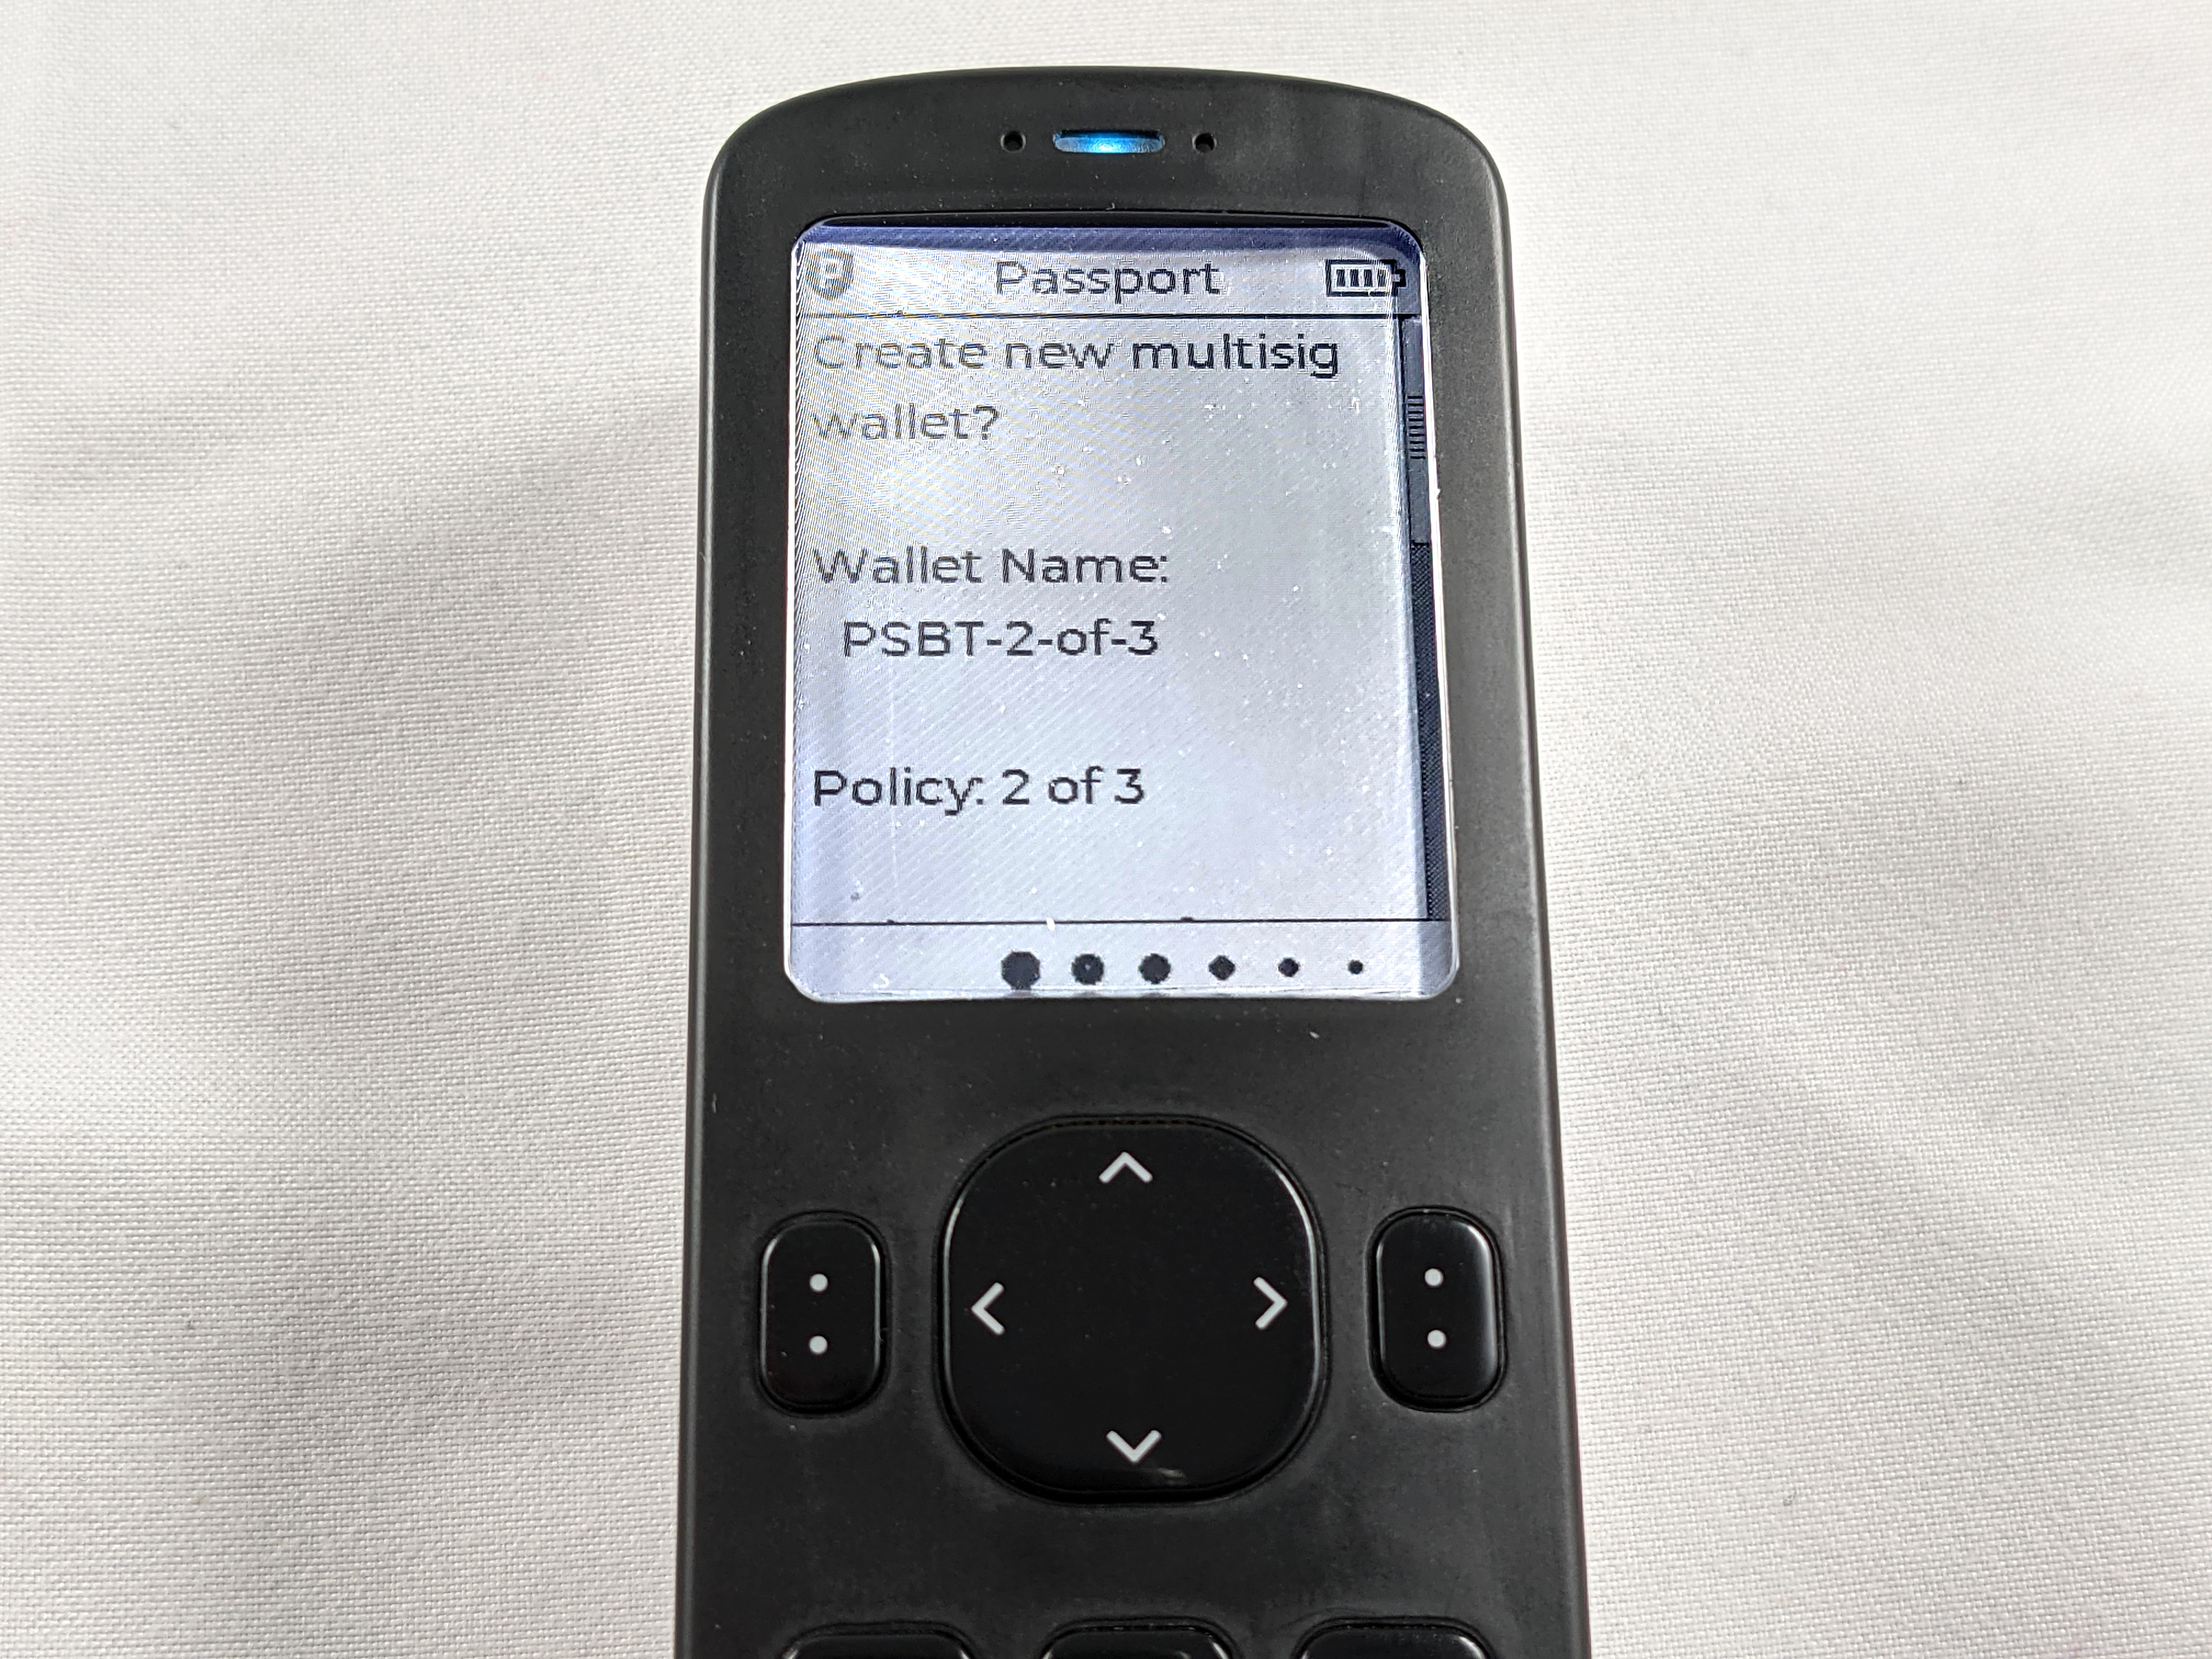 Passport
Create new multisig
wallet?
Wallet Name:
PSBT-2-of-3
Policy: 2 of 3